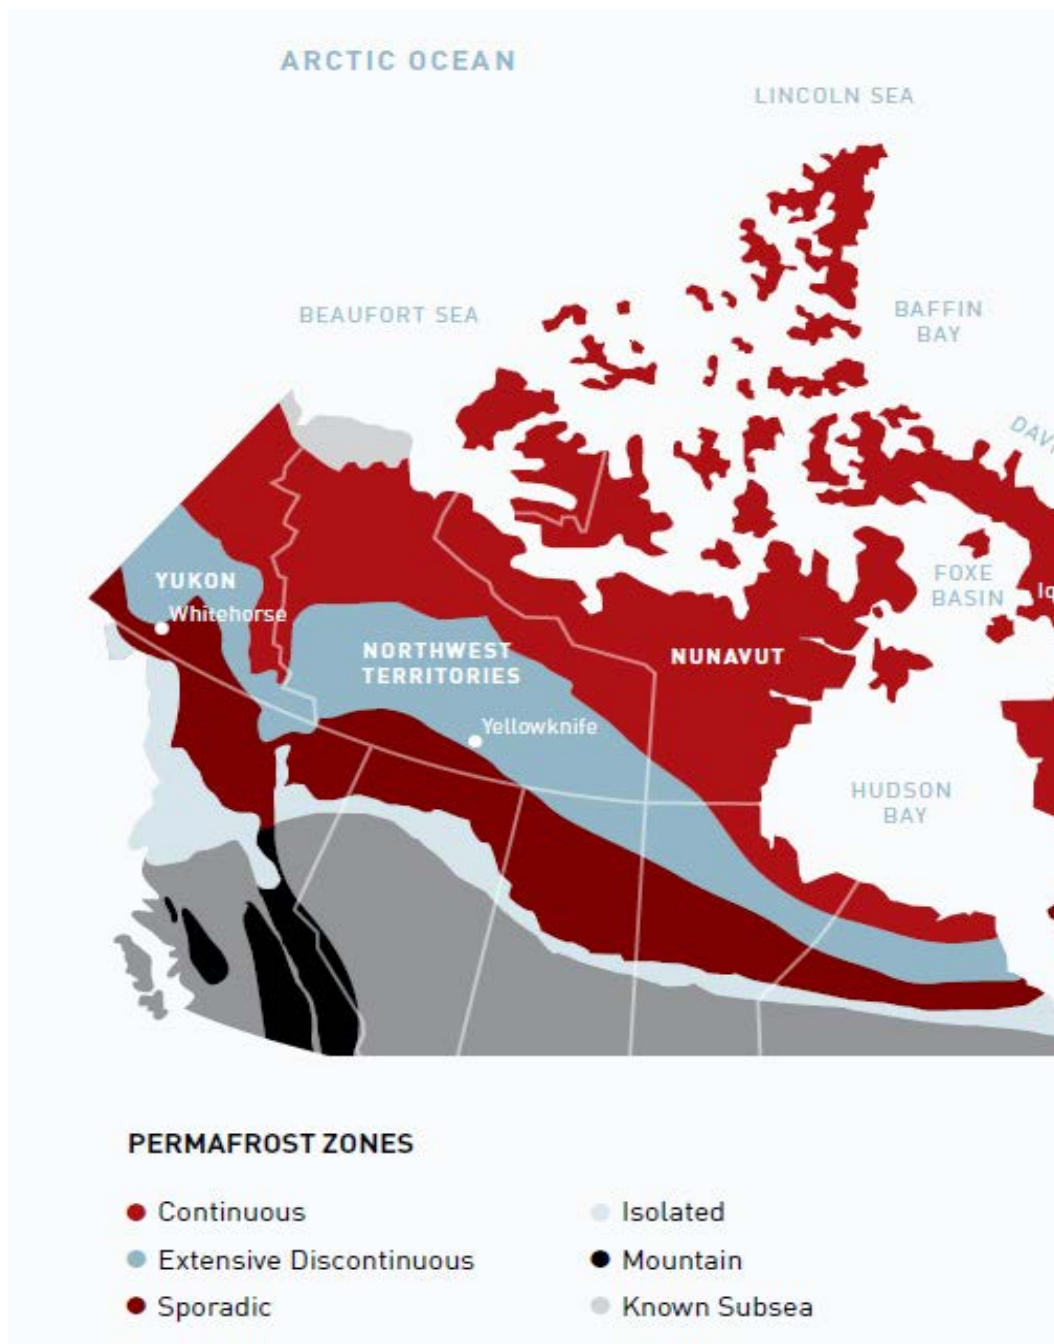 ARCTIC OCEAN
LINCOLN SEA
BEAUFORT SEA
BAFFIN
BAY
YUKON
Whitehorse
FOXE
BASIN
NORTHWEST
TERRITORIES
NUNAVUT
Yellowknife
HUDSON
BAY
PERMAFROST ZONES
Continuous
Extensive Discontinuous
Sporadic
Isolated
Mountain
Known Subsea